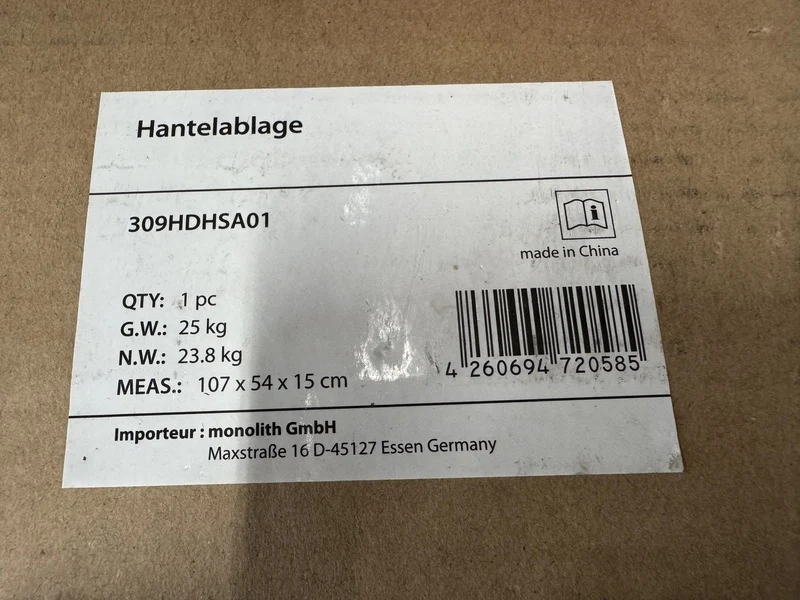 Hantelablage
309HDHSA01
made in China
QTY: 1 pc
G.W.: 25 kg
N.W.: 23.8 kg
MEAS.: 107 x 54 x 15 cm
4 260694 720585
Importeur : monolith GmbH
Maxstraße 16 D-45127 Essen Germany